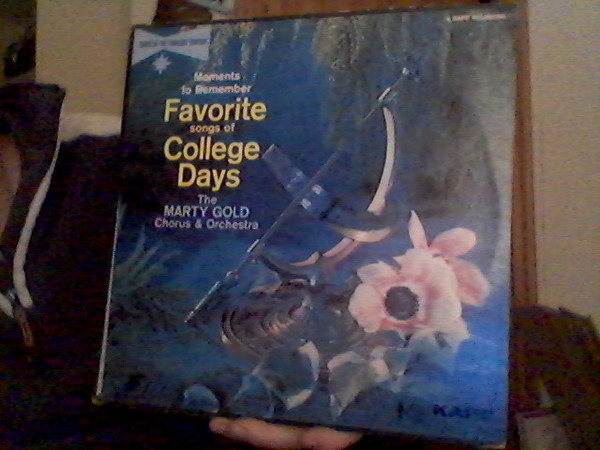 Moments
to Remember
Favorite
songs of
College
Days
The
MARTY GOLD
Chorus & Orchestra
KAPP